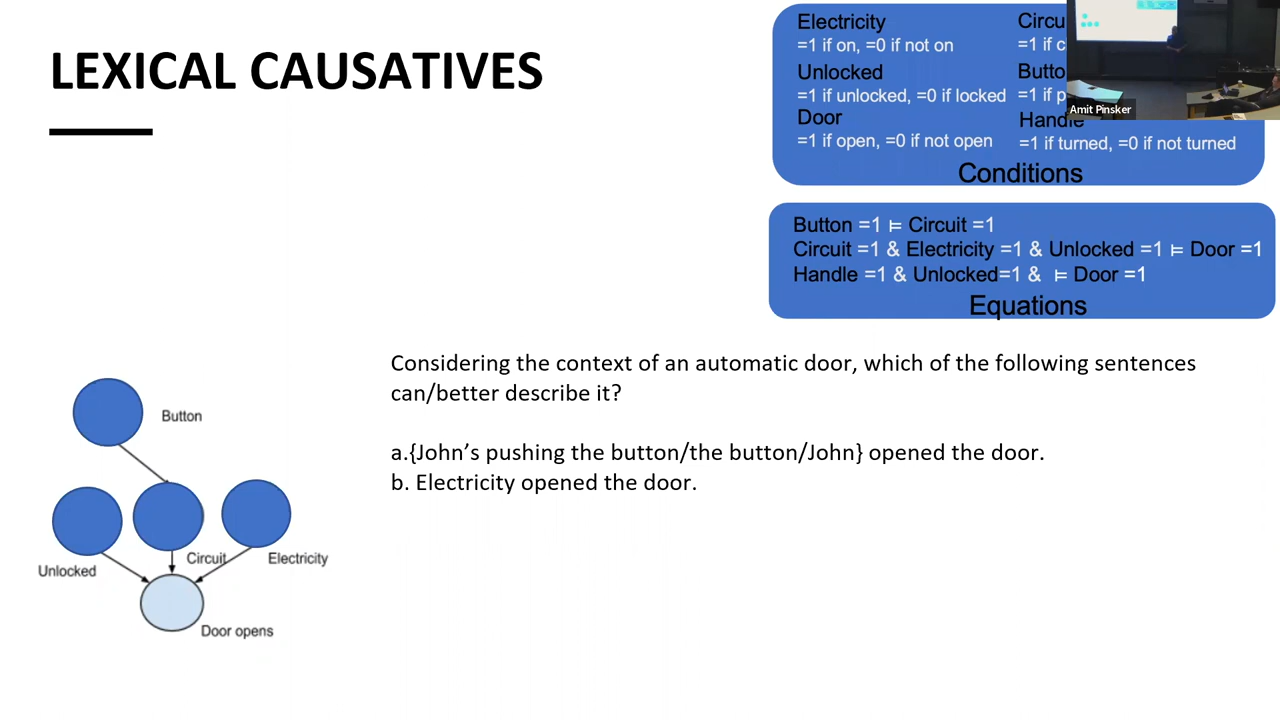 LEXICAL CAUSATIVES
Electricity
=1 if on, =0 if not on
Unlocked
=1 if unlocked, =0 if locked
Door
=1 if open, =0 if not open
=1 if
=1 if
Handle
=1 if turned, =0 if not turned
Conditions
Amit Pinsker
Button =1 ⊨ Circuit =1
Circuit =1 & Electricity =1 & Unlocked =1 ⊨ Door =1
Handle =1 & Unlocked=1 & ⊨ Door =1
Equations
Considering the context of an automatic door, which of the following sentences
can/better describe it?
a.{John’s pushing the button/the button/John} opened the door.
b. Electricity opened the door.
Button
Unlocked
Circuit
Electricity
Door opens